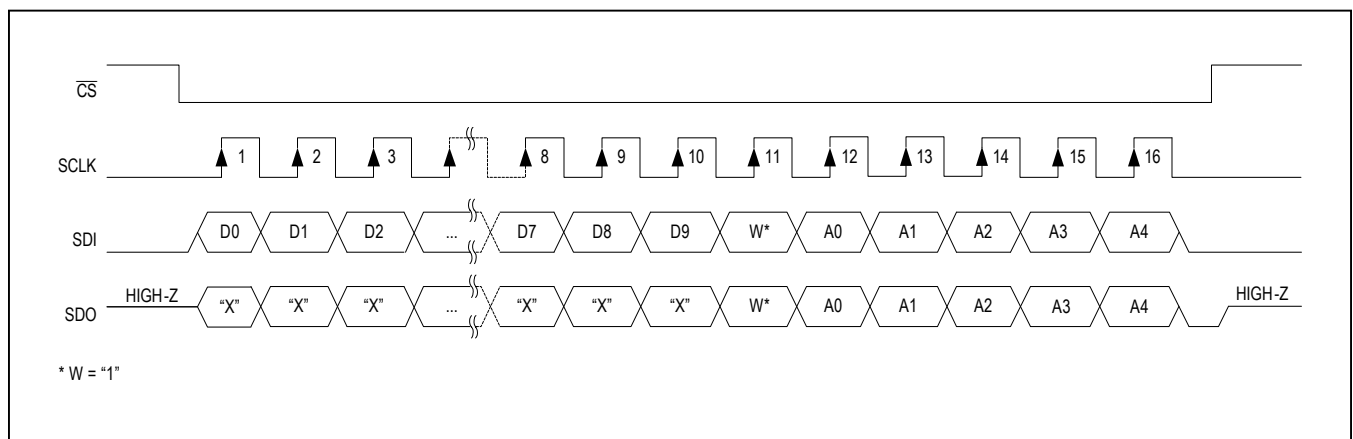 CS
SCLK 1 2 3 8 9 10 11 12 13 14 15 16
SDI D0 D1 D2 ... D7 D8 D9 W* A0 A1 A2 A3 A4
SDO HIGH-Z “X” “X” “X” ... “X” “X” “X” W* A0 A1 A2 A3 A4 HIGH-Z
* W = “1”